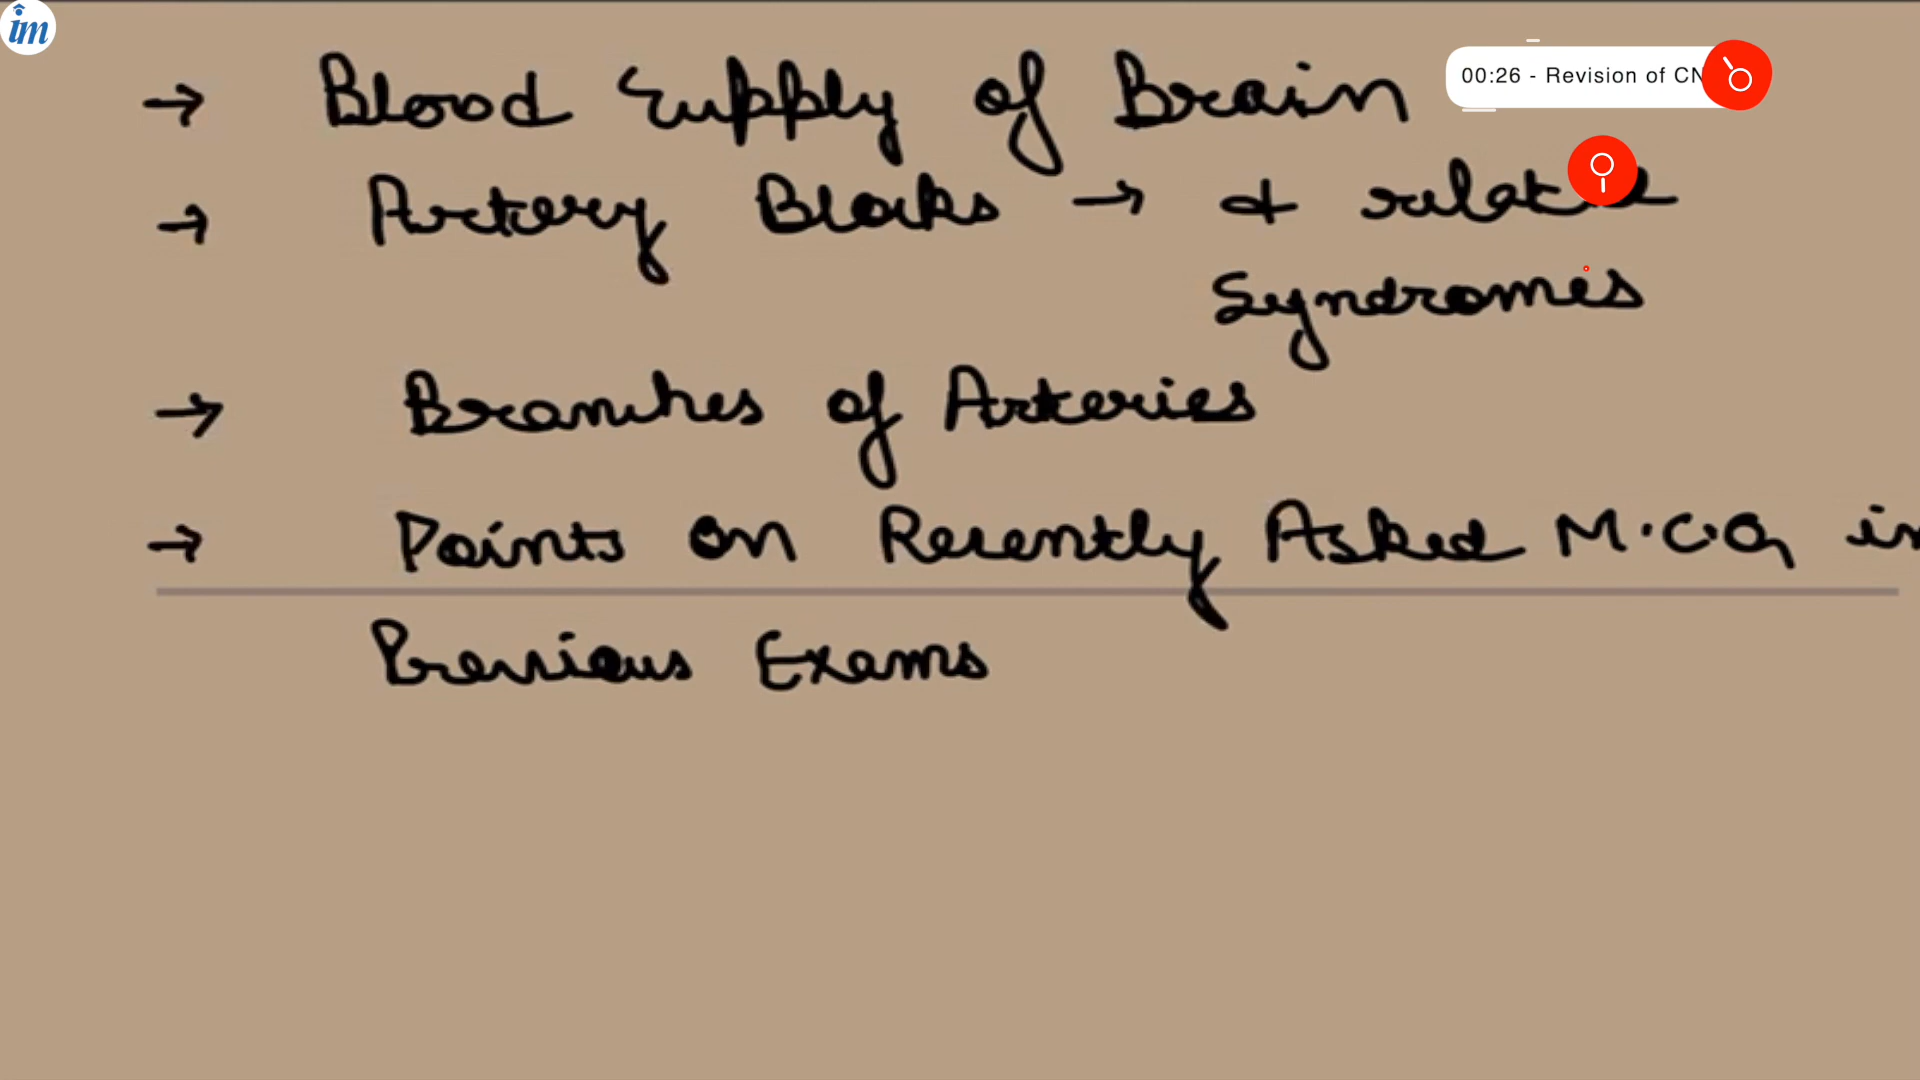 im
→ Blood Supply of Brain
00:26 - Revision of CN
→ Artery Blocks → & related
Syndromes
→ Branches of Arteries
→ Points on Recently Asked M.C.Q in
Previous Exams